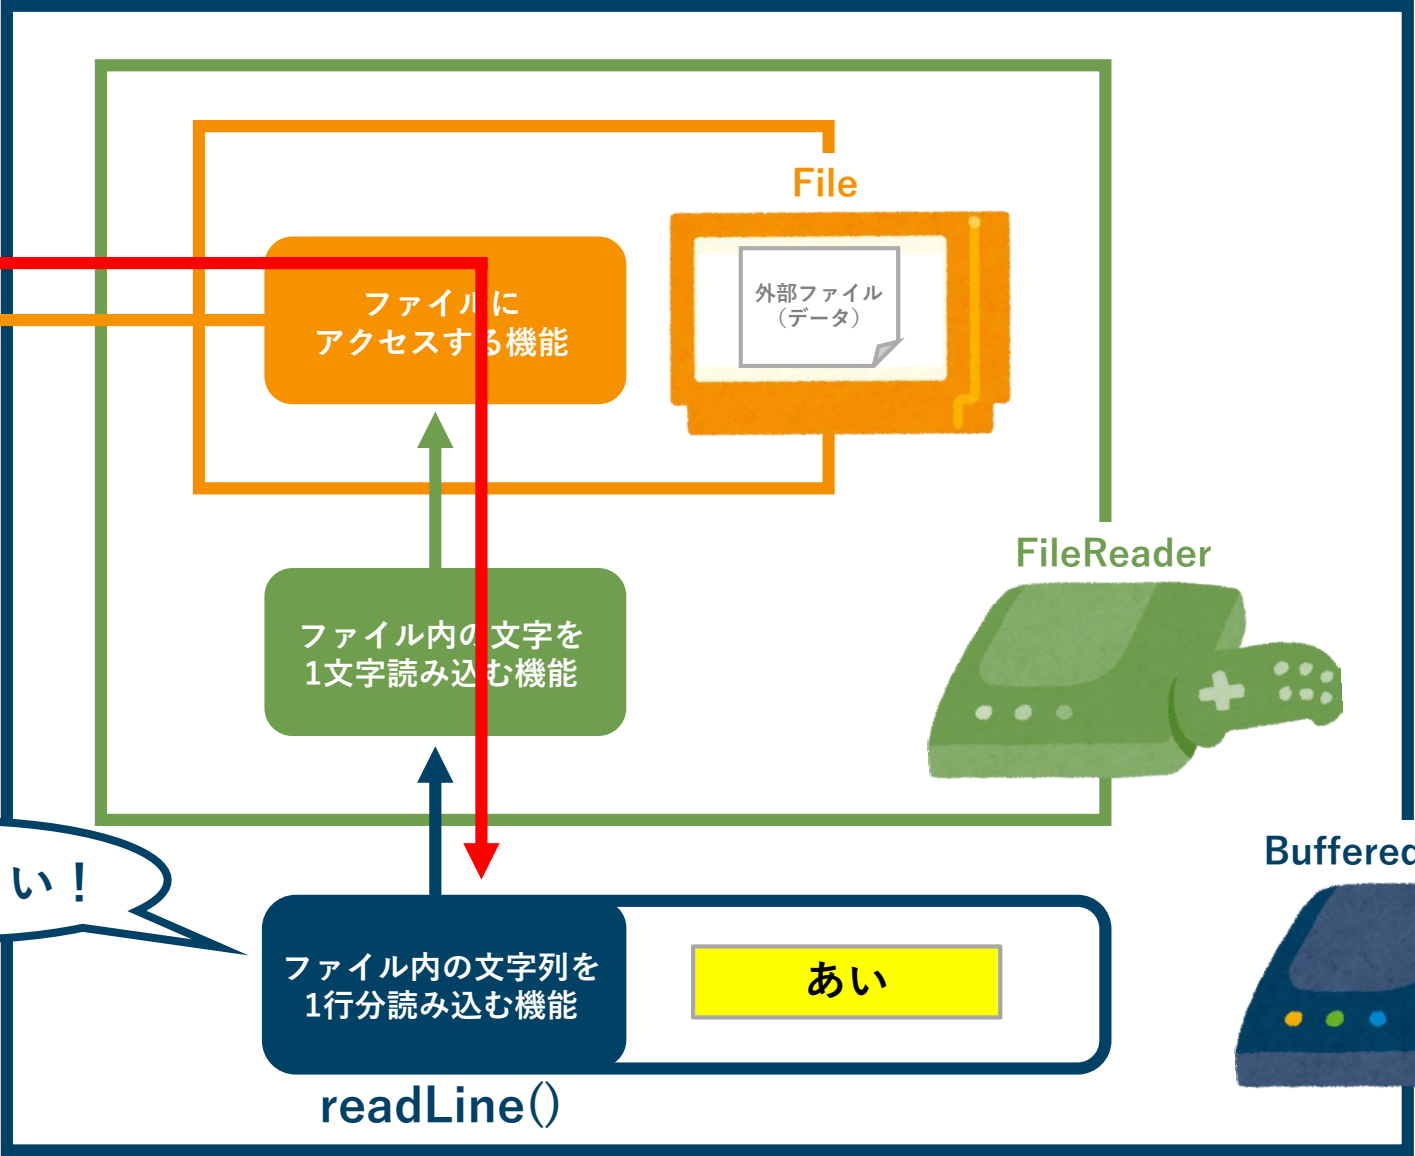 File
外部ファイル
（データ）
ファイルに
アクセスする機能
FileReader
ファイル内の文字を
1文字読み込む機能
Buffered
い！
ファイル内の文字列を
1行分読み込む機能
あい
readLine()